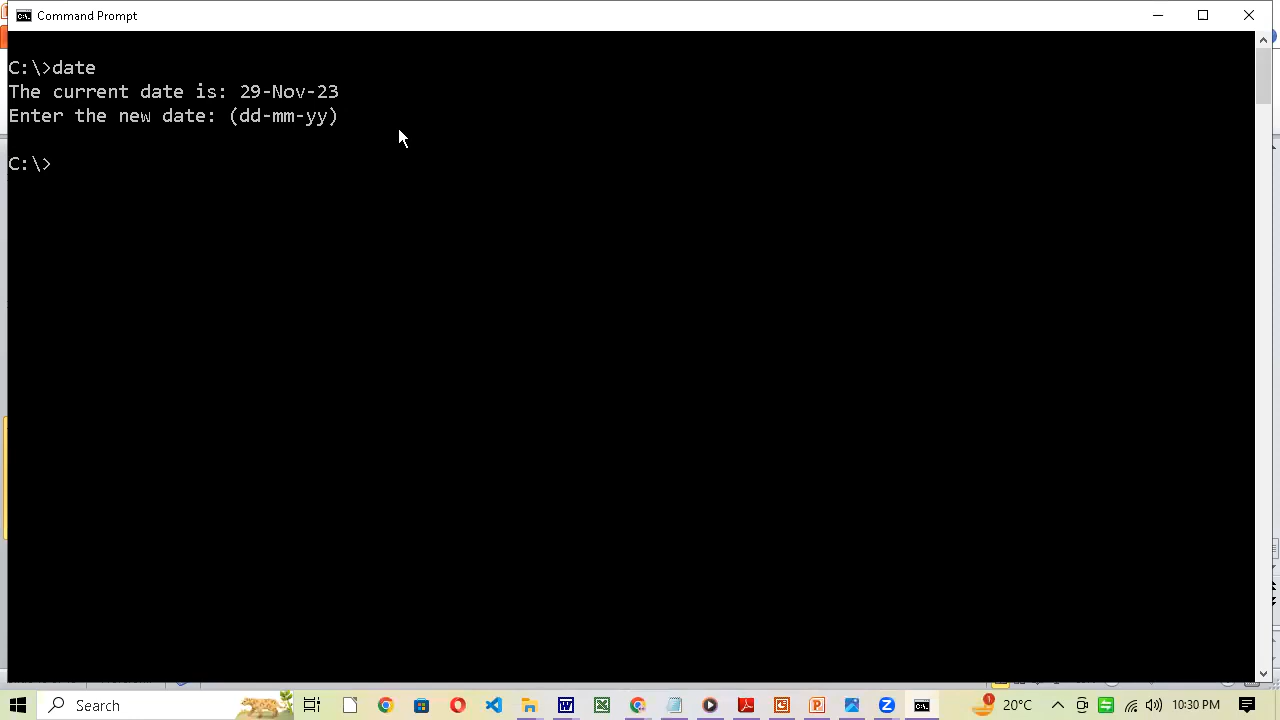 Command Prompt
C:\>date
The current date is: 29-Nov-23
Enter the new date: (dd-mm-yy)
C:\>
Search
1
20°C
10:30 PM